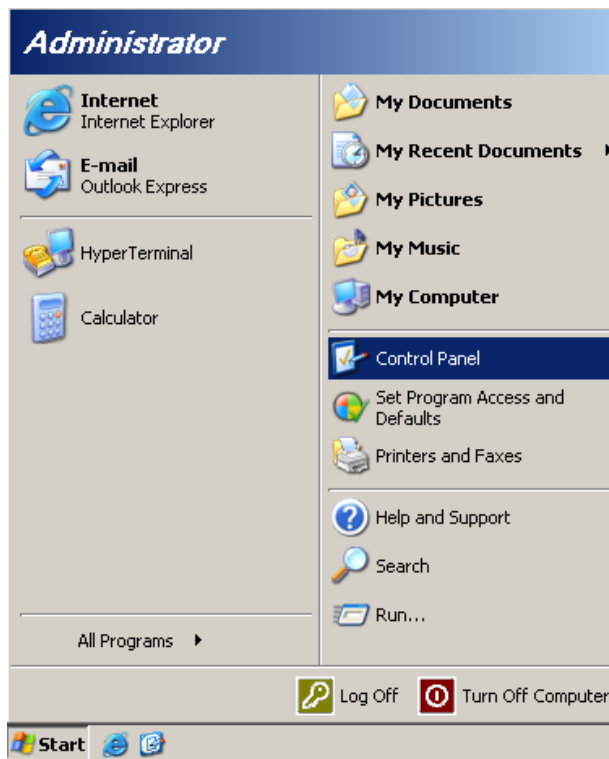 Administrator
Internet
Internet Explorer
E-mail
Outlook Express
HyperTerminal
Calculator
All Programs
My Documents
My Recent Documents
My Pictures
My Music
My Computer
Control Panel
Set Program Access and
Defaults
Printers and Faxes
Help and Support
Search
Run...
Log Off
Turn Off Computer
Start